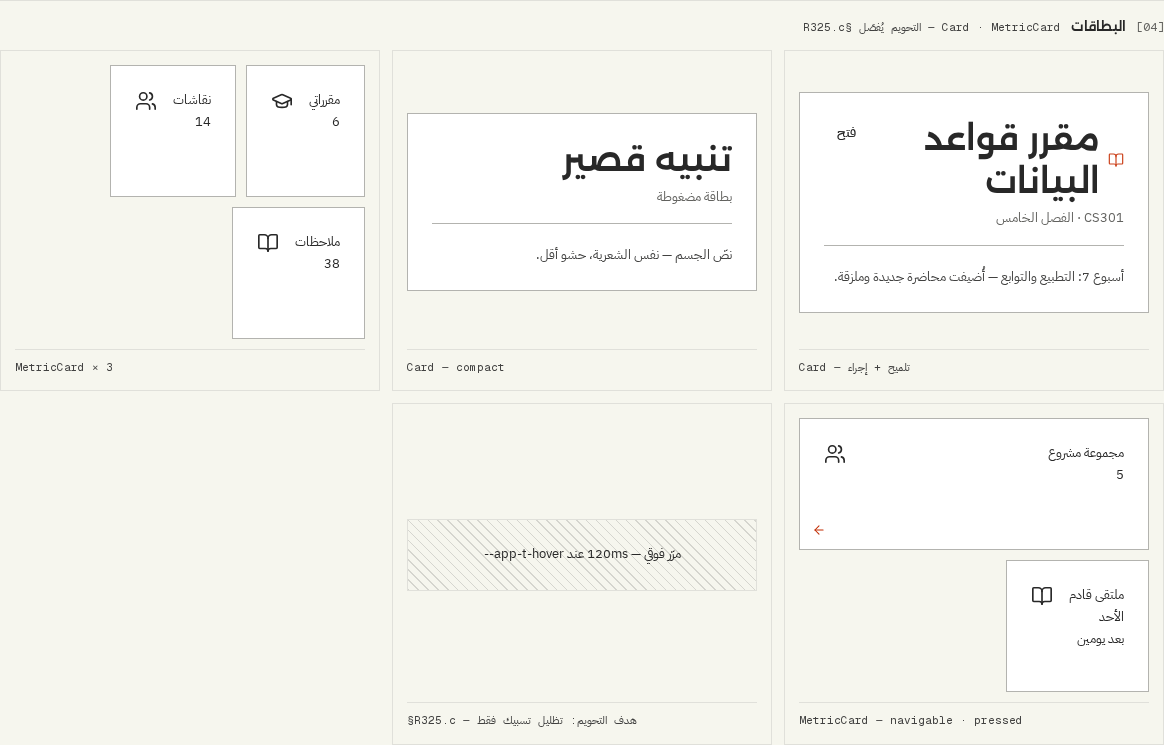 [04] البطاقات Card · MetricCard — التحويم يُفصّل §R325.c
مقرر قواعد
البيانات
فتح
CS301 · الفصل الخامس
أسبوع 7: التطبيع والتوابع — أُضيفت محاضرة جديدة وملزقة.
Card — تلميح + إجراء
تنبيه قصير
بطاقة مضغوطة
نصّ الجسم — نفس الشعرية، حشو أقل.
Card — compact
مقرراتي
6
نقاشات
14
ملاحظات
38
MetricCard × 3
مجموعة مشروع
5
ملتقى قادم
الأحد
بعد يومين
MetricCard — navigable · pressed
مرّر فوقي — 120ms عند app-t-hover--
هدف التحويم: تظليل تسبيك فقط — §R325.c